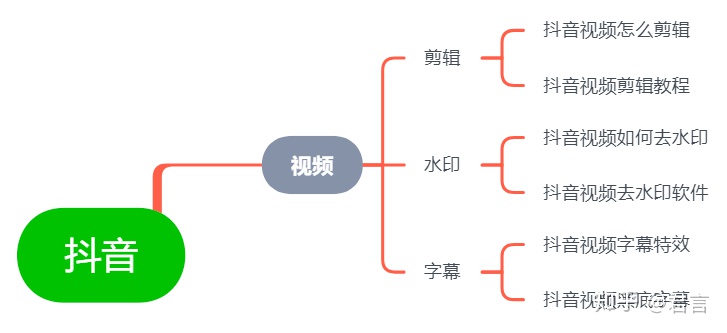 抖音
视频
剪辑
抖音视频怎么剪辑
抖音视频剪辑教程
水印
抖音视频如何去水印
抖音视频去水印软件
字幕
抖音视频字幕特效
抖音视频半底字幕
知乎 @君言